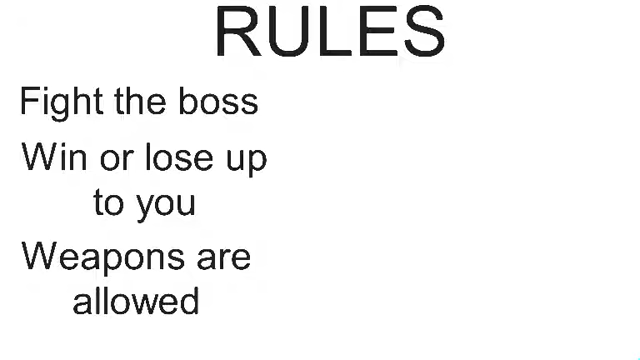 RULES
Fight the boss
Win or lose up
to you
Weapons are
allowed